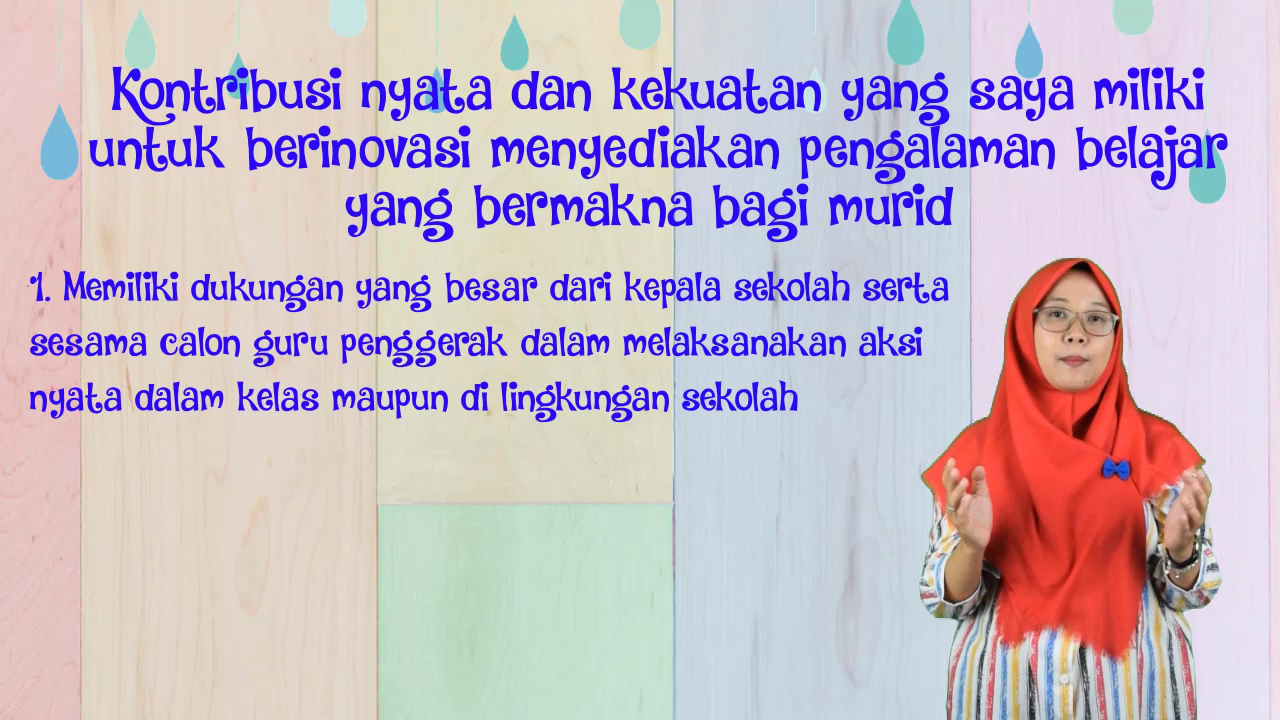 Kontribusi nyata dan kekuatan yang saya miliki
untuk berinovasi menyediakan pengalaman belajar
yang bermakna bagi murid
1. Memiliki dukungan yang besar dari kepala sekolah serta
sesama calon guru penggerak dalam melaksanakan aksi
nyata dalam kelas maupun di lingkungan sekolah